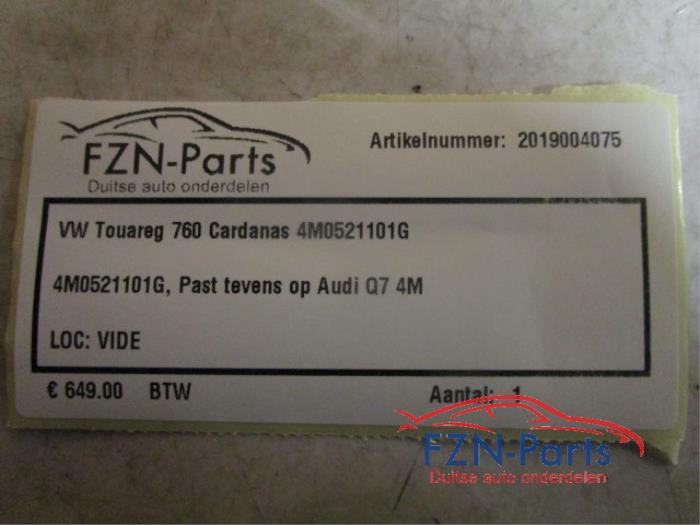 FZN-Parts
Duitse auto onderdelen
Artikelnummer: 2019004075
VW Touareg 760 Cardanas 4M0521101G
4M0521101G, Past tevens op Audi Q7 4M
LOC: VIDE
€ 649.00 BTW
Aantal: 1
FZN-Parts
Duitse auto onderdelen